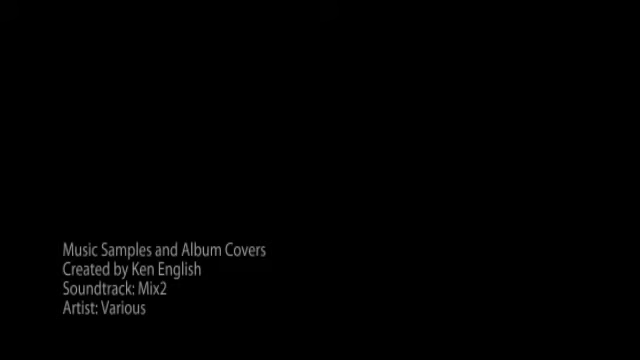 Music Samples and Album Covers
Created by Ken English
Soundtrack: Mix2
Artist: Various